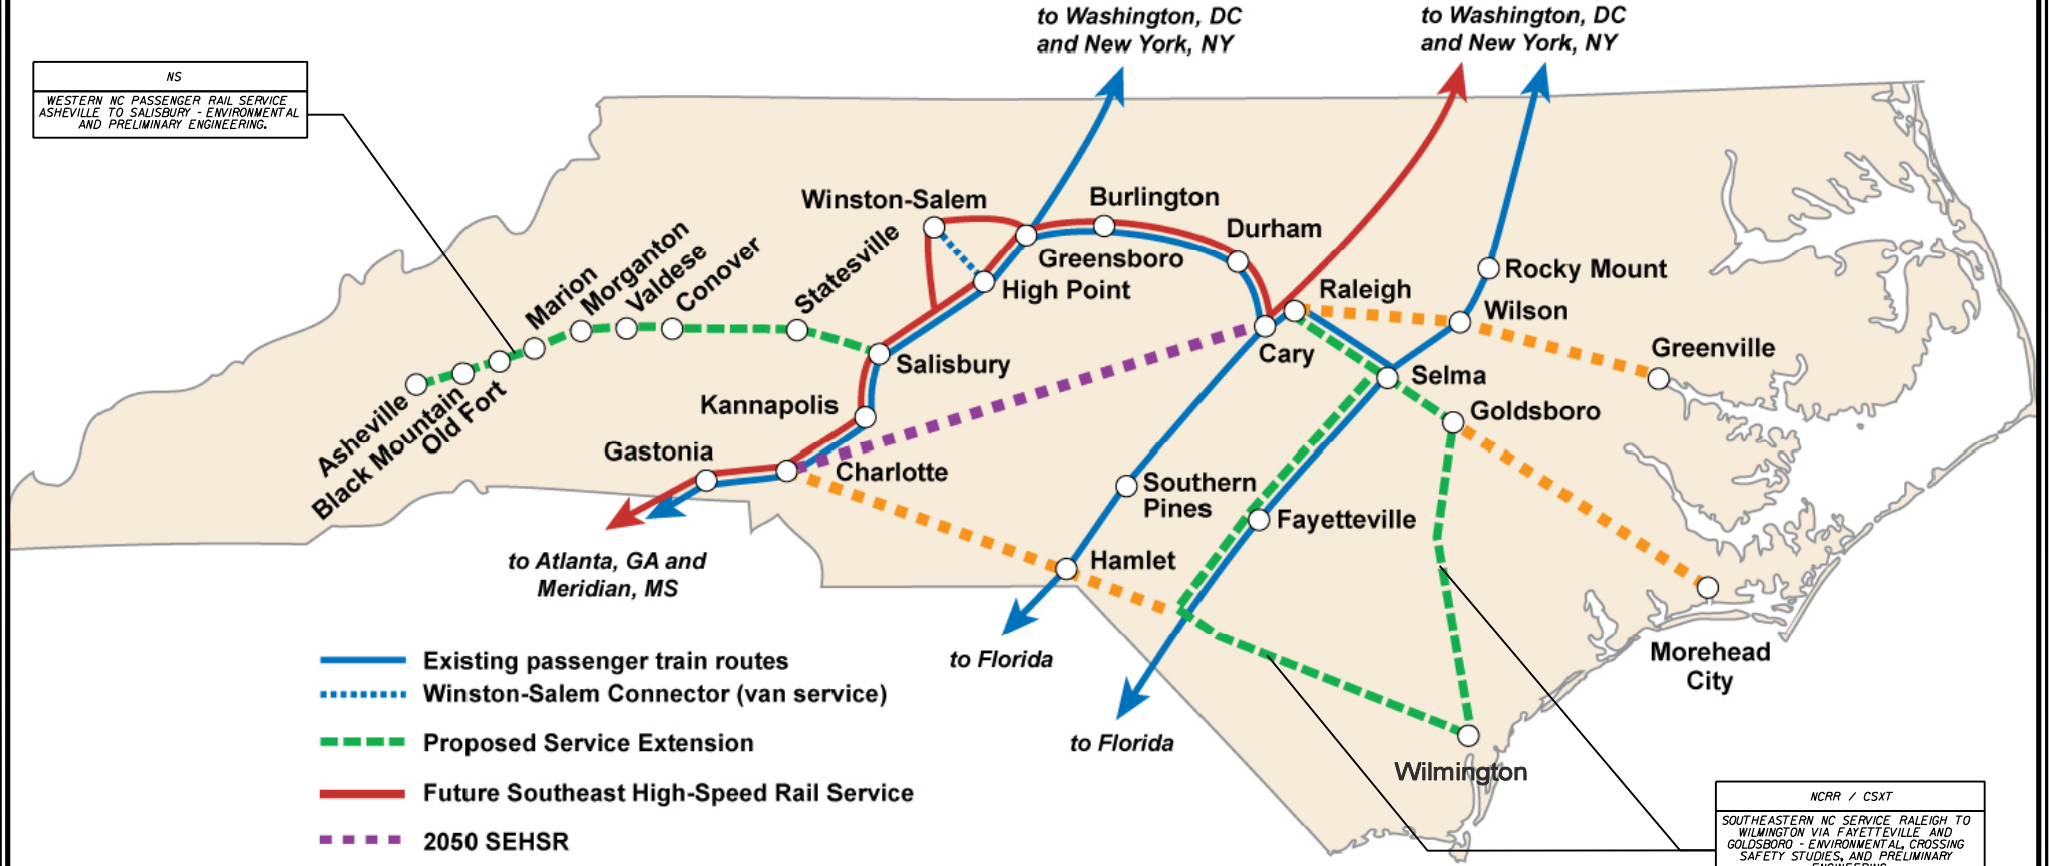 to Washington, DC
and New York, NY
to Washington, DC
and New York, NY
NS
WESTERN NC PASSENGER RAIL SERVICE
ASHEVILLE TO SALISBURY - ENVIRONMENTAL
AND PRELIMINARY ENGINEERING.
Winston-Salem
Burlington
Durham
Greensboro
High Point
Raleigh
Rocky Mount
Wilson
Greenville
Cary
Selma
Goldsboro
Statesville
Conover
Valdese
Morganton
Marion
Old Fort
Black Mountain
Asheville
Salisbury
Kannapolis
Gastonia
Charlotte
Southern
Pines
Fayetteville
Hamlet
to Atlanta, GA and
Meridian, MS
to Florida
to Florida
Morehead
City
Wilmington
Existing passenger train routes
Winston-Salem Connector (van service)
Proposed Service Extension
Future Southeast High-Speed Rail Service
2050 SEHSR
NCRR / CSXT
SOUTHEASTERN NC SERVICE RALEIGH TO
WILMINGTON VIA FAYETTEVILLE AND
GOLDSBORO - ENVIRONMENTAL, CROSSING
SAFETY STUDIES, AND PRELIMINARY